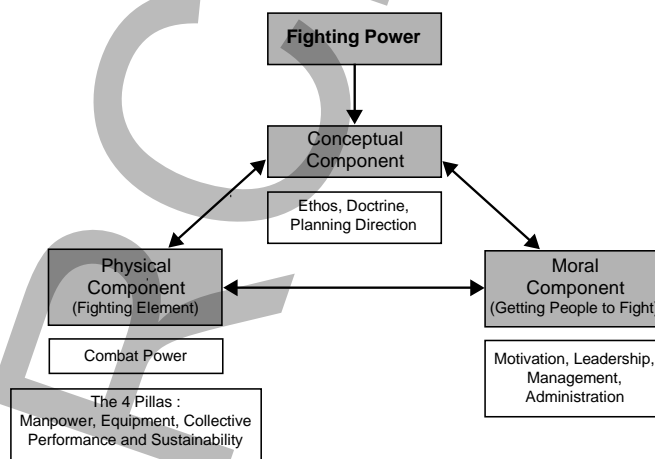 Fighting Power
Conceptual
Component
Ethos, Doctrine,
Planning Direction
Physical
Component
(Fighting Element)
Combat Power
The 4 Pillas :
Manpower, Equipment, Collective
Performance and Sustainability
Moral
Component
(Getting People to Fight)
Motivation, Leadership,
Management,
Administration